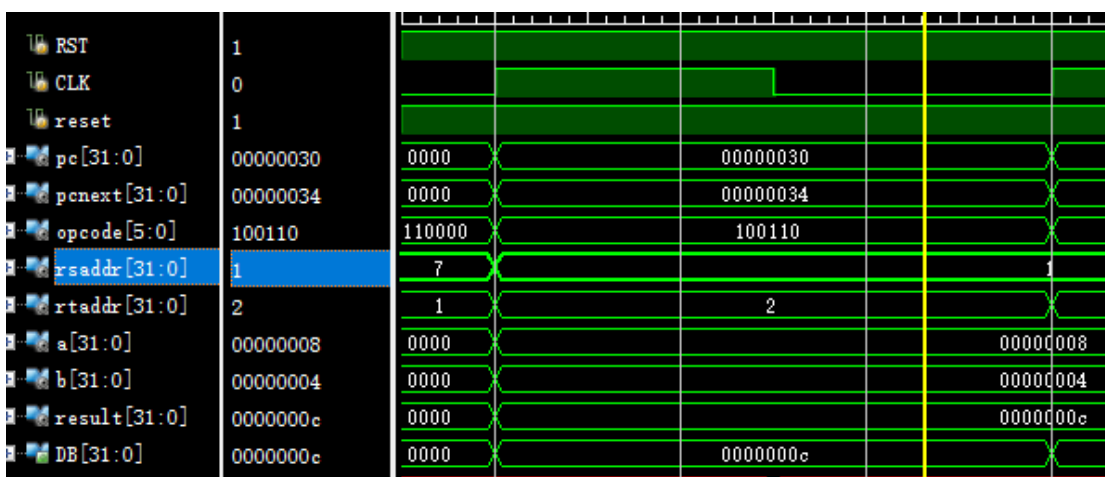 RST 1
CLK 0
reset 1
pc[31:0] 00000030 0000 00000030
pcnext[31:0] 00000034 0000 00000034
opcode[5:0] 100110 110000 100110
rsaddr[31:0] 1 7 1
rtaddr[31:0] 2 1 2
a[31:0] 00000008 0000 00000008
b[31:0] 00000004 0000 00000004
result[31:0] 0000000c 0000 0000000c
DB[31:0] 0000000c 0000 0000000c